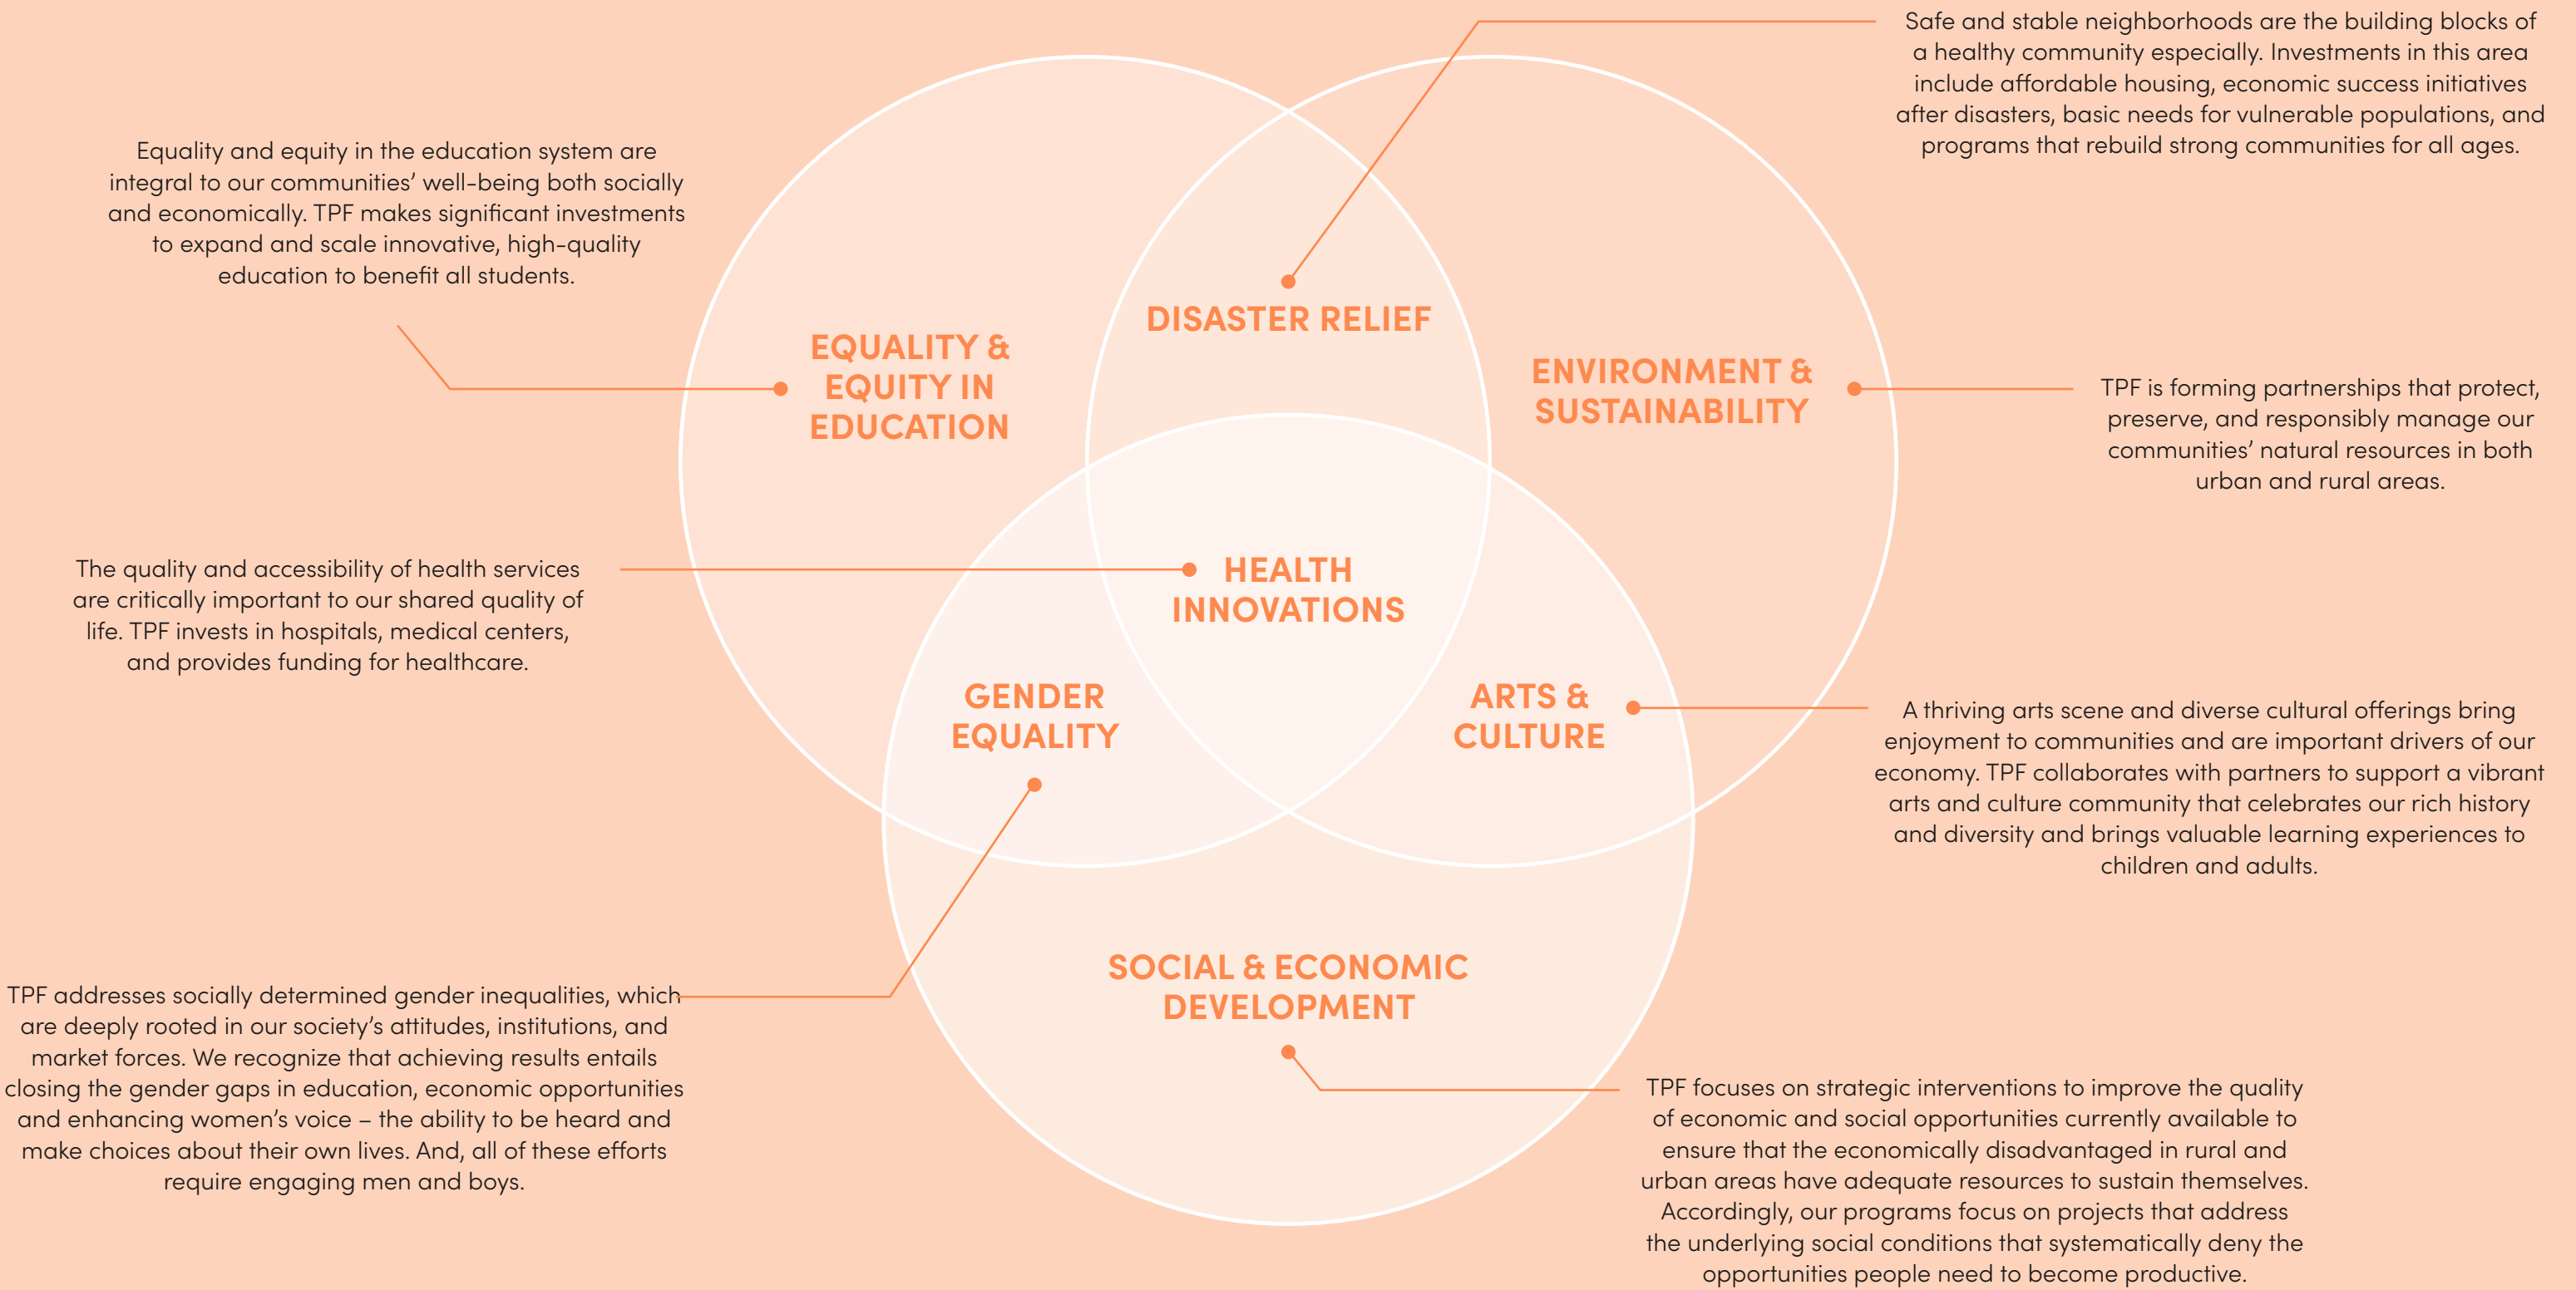 Safe and stable neighborhoods are the building blocks of
a healthy community especially. Investments in this area
include affordable housing, economic success initiatives
after disasters, basic needs for vulnerable populations, and
programs that rebuild strong communities for all ages.
Equality and equity in the education system are
integral to our communities’ well-being both socially
and economically. TPF makes significant investments
to expand and scale innovative, high-quality
education to benefit all students.
DISASTER RELIEF
EQUALITY &
EQUITY IN
EDUCATION
ENVIRONMENT &
SUSTAINABILITY
TPF is forming partnerships that protect,
preserve, and responsibly manage our
communities’ natural resources in both
urban and rural areas.
The quality and accessibility of health services
are critically important to our shared quality of
life. TPF invests in hospitals, medical centers,
and provides funding for healthcare.
HEALTH
INNOVATIONS
GENDER
EQUALITY
ARTS &
CULTURE
A thriving arts scene and diverse cultural offerings bring
enjoyment to communities and are important drivers of our
economy. TPF collaborates with partners to support a vibrant
arts and culture community that celebrates our rich history
and diversity and brings valuable learning experiences to
children and adults.
SOCIAL & ECONOMIC
DEVELOPMENT
TPF addresses socially determined gender inequalities, which
are deeply rooted in our society’s attitudes, institutions, and
market forces. We recognize that achieving results entails
closing the gender gaps in education, economic opportunities
and enhancing women’s voice – the ability to be heard and
make choices about their own lives. And, all of these efforts
require engaging men and boys.
TPF focuses on strategic interventions to improve the quality
of economic and social opportunities currently available to
ensure that the economically disadvantaged in rural and
urban areas have adequate resources to sustain themselves.
Accordingly, our programs focus on projects that address
the underlying social conditions that systematically deny the
opportunities people need to become productive.